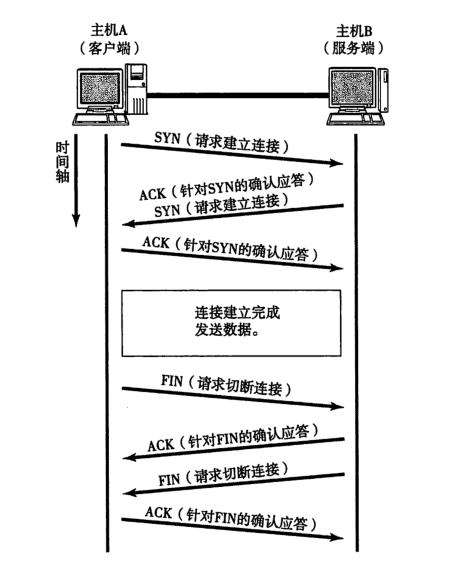 主机A
（客户端）
主机B
（服务端）
时间轴
SYN（请求建立连接）
ACK（针对SYN的确认应答）
SYN（请求建立连接）
ACK（针对SYN的确认应答）
连接建立完成
发送数据。
FIN（请求切断连接）
ACK（针对FIN的确认应答）
FIN（请求切断连接）
ACK（针对FIN的确认应答）